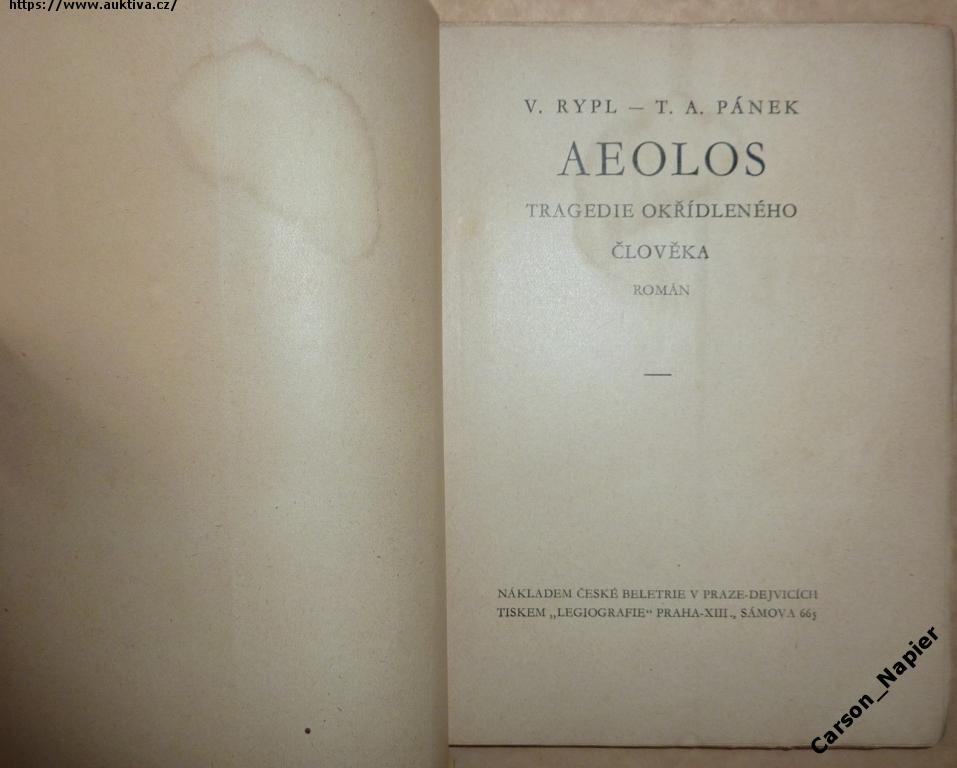 https://www.auktiva.cz/
V. RYPL — T. A. PÁNEK
AEOLOS
TRAGEDIE OKŘÍDLENÉHO
ČLOVĚKA
ROMÁN
NÁKLADEM ČESKÉ BELETRIE V PRAZE-DEJVICÍCH
TISKEM „LEGIOGRAFIE“ PRAHA-XIII., SÁMOVA 665
Carson_Napier